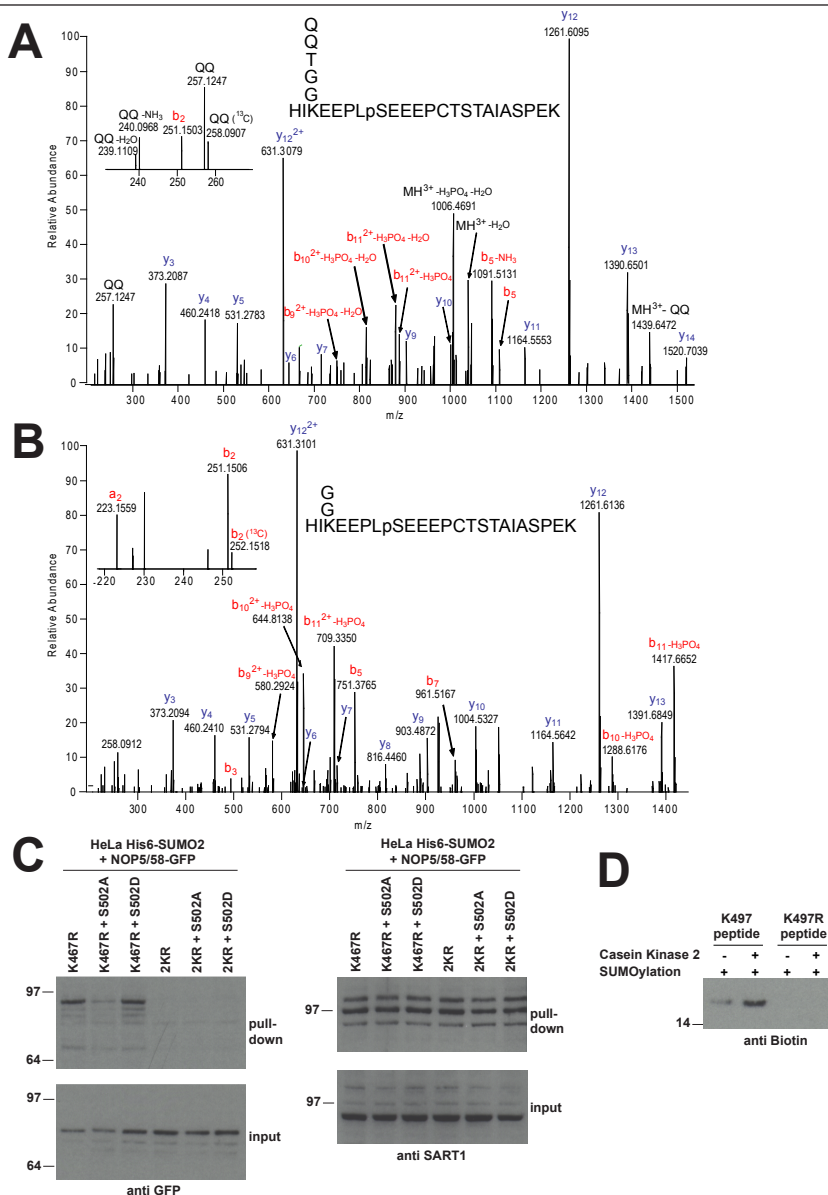 A
Relative Abundance
100
90
80
70
60
50
40
30
20
10
0
Q
Q
T
G
G
HIKEEPLpSEEEPCTSTAIASPEK
QQ
257.1247
QQ -NH3
240.0968
b2
251.1503
QQ (13C)
258.0907
QQ -H2O
239.1109
240 250 260
y12
1261.6095
y12 2+
631.3079
MH3+ -H3PO4 -H2O
1006.4691
MH3+ -H2O
b11 2+ -H3PO4 -H2O
b10 2+ -H3PO4 -H2O
b11 2+ -H3PO4
b5 -NH3
1091.5131
b5
y13
1390.6501
y3
373.2087
QQ
257.1247
y4
460.2418
y5
531.2783
b9 2+ -H3PO4 -H2O
y10
y11
1164.5553
MH3+ - QQ
1439.6472
y14
1520.7039
y6
y7
y9
300 400 500 600 700 800 900 1000 1100 1200 1300 1400 1500
m/z
B
Relative Abundance
100
90
80
70
60
50
40
30
20
10
0
G
G
HIKEEPLpSEEEPCTSTAIASPEK
b2
251.1506
a2
223.1559
b2 (13C)
252.1518
220 230 240 250
y12 2+
631.3101
y12
1261.6136
b10 2+ -H3PO4
644.8138
b11 2+ -H3PO4
709.3350
b9 2+ -H3PO4
580.2924
b5
751.3765
b7
961.5167
b11 -H3PO4
1417.6652
y3
373.2094
y4
460.2410
y5
531.2794
y6
y7
y8
816.4460
y9
903.4872
y10
1004.5327
y11
1164.5642
y13
1391.6849
b10 -H3PO4
1288.6176
258.0912
b3
300 400 500 600 700 800 900 1000 1100 1200 1300 1400
m/z
C
HeLa His6-SUMO2
+ NOP5/58-GFP
K467R
K467R + S502A
K467R + S502D
2KR
2KR + S502A
2KR + S502D
97
64
pull-
down
97
64
input
anti GFP
HeLa His6-SUMO2
+ NOP5/58-GFP
K467R
K467R + S502A
K467R + S502D
2KR
2KR + S502A
2KR + S502D
97
pull-
down
97
input
anti SART1
D
K497 peptide
K497R peptide
Casein Kinase 2 - + - +
SUMOylation + + + +
14
anti Biotin